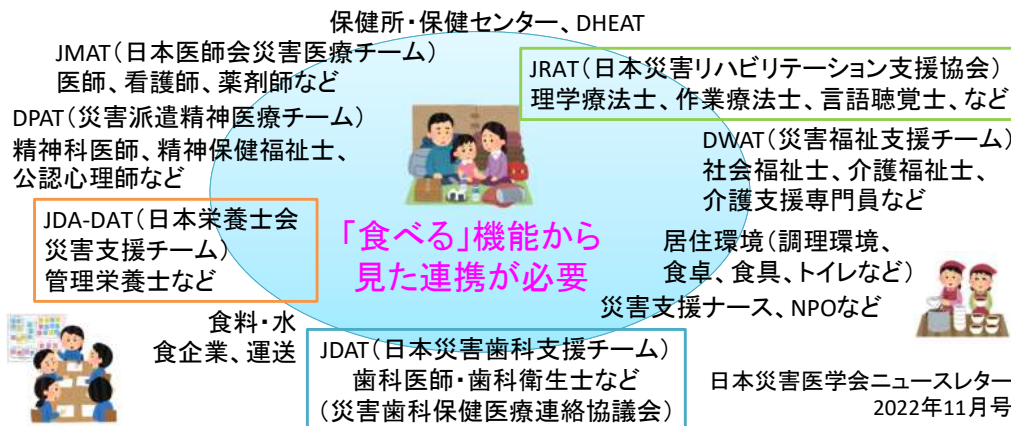 保健所・保健センター、DHEAT
JMAT（日本医師会災害医療チーム）
医師、看護師、薬剤師など
JRAT（日本災害リハビリテーション支援協会）
理学療法士、作業療法士、言語聴覚士、など
DPAT（災害派遣精神医療チーム）
精神科医師、精神保健福祉士、
公認心理師など
DWAT（災害福祉支援チーム）
社会福祉士、介護福祉士、
介護支援専門員など
JDA-DAT（日本栄養士会
災害支援チーム）
管理栄養士など
「食べる」機能から
見た連携が必要
居住環境（調理環境、
食卓、食具、トイレなど）
災害支援ナース、NPOなど
食料・水
食企業、運送
JDAT（日本災害歯科支援チーム）
歯科医師・歯科衛生士など
（災害歯科保健医療連絡協議会）
日本災害医学会ニュースレター
2022年11月号